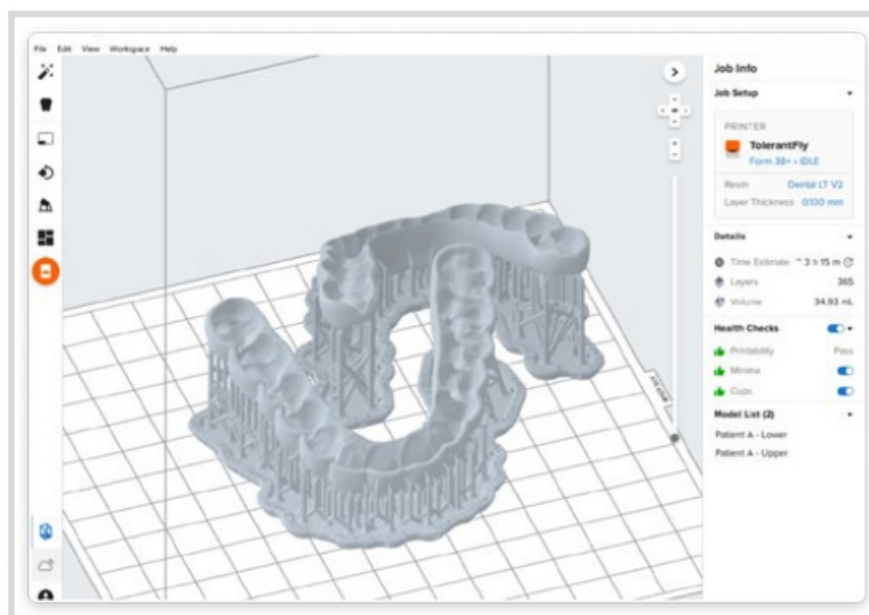 File Edit View Workspace Help
Job Info
Job Setup
PRINTER
TolerantFly
Form 3B+ • IDLE
Resin Dental LT V2
Layer Thickness 0.100 mm
Details
Time Estimate ~ 3 h 15 m
Layers 365
Volume 34.93 mL
Health Checks
Printability Pass
Minima
Cups
Model List (2)
Patient A - Lower
Patient A - Upper